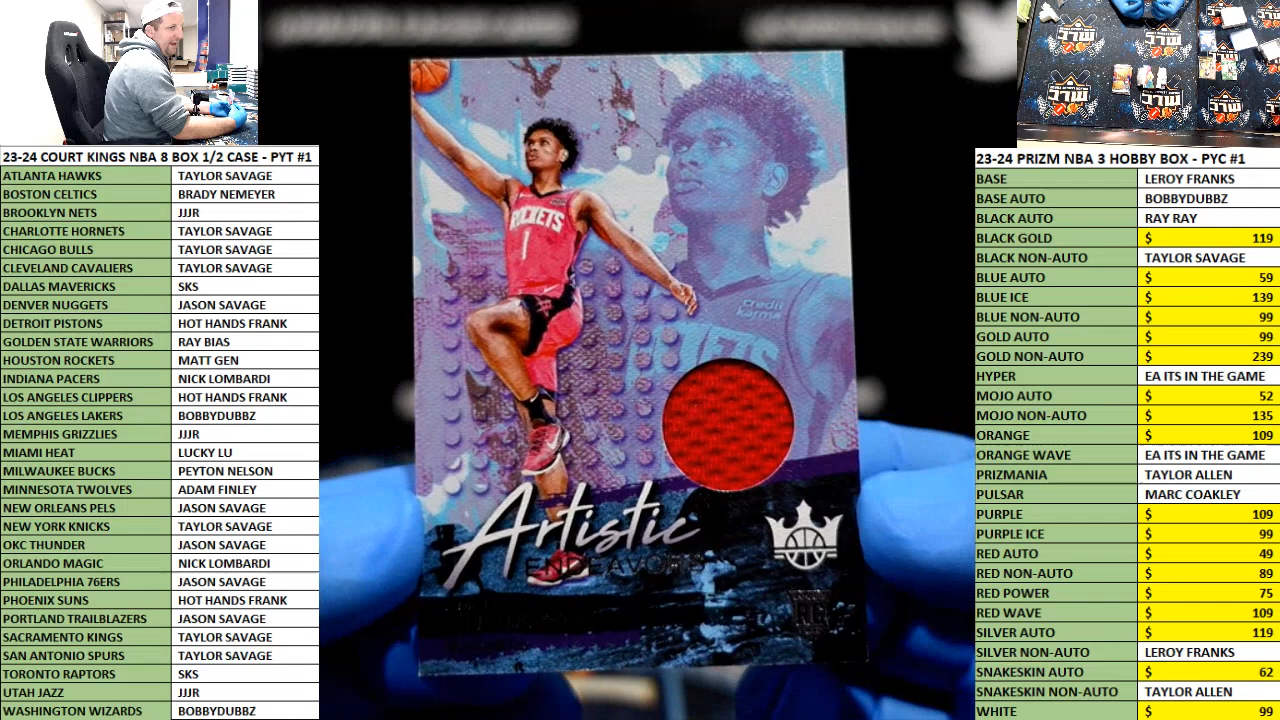 23-24 COURT KINGS NBA 8 BOX 1/2 CASE - PYT #1
ATLANTA HAWKS TAYLOR SAVAGE
BOSTON CELTICS BRADY NEMEYER
BROOKLYN NETS JJJR
CHARLOTTE HORNETS TAYLOR SAVAGE
CHICAGO BULLS TAYLOR SAVAGE
CLEVELAND CAVALIERS TAYLOR SAVAGE
DALLAS MAVERICKS SKS
DENVER NUGGETS JASON SAVAGE
DETROIT PISTONS HOT HANDS FRANK
GOLDEN STATE WARRIORS RAY BIAS
HOUSTON ROCKETS MATT GEN
INDIANA PACERS NICK LOMBARDI
LOS ANGELES CLIPPERS HOT HANDS FRANK
LOS ANGELES LAKERS BOBBYDUBBZ
MEMPHIS GRIZZLIES JJJR
MIAMI HEAT LUCKY LU
MILWAUKEE BUCKS PEYTON NELSON
MINNESOTA TWOLVES ADAM FINLEY
NEW ORLEANS PELS JASON SAVAGE
NEW YORK KNICKS TAYLOR SAVAGE
OKC THUNDER JASON SAVAGE
ORLANDO MAGIC NICK LOMBARDI
PHILADELPHIA 76ERS JASON SAVAGE
PHOENIX SUNS HOT HANDS FRANK
PORTLAND TRAILBLAZERS JASON SAVAGE
SACRAMENTO KINGS TAYLOR SAVAGE
SAN ANTONIO SPURS TAYLOR SAVAGE
TORONTO RAPTORS SKS
UTAH JAZZ JJJR
WASHINGTON WIZARDS BOBBYDUBBZ
ROCKETS
1
credit
karma
Artistic
ENDEAVORS
RC
23-24 PRIZM NBA 3 HOBBY BOX - PYC #1
BASE LEROY FRANKS
BASE AUTO BOBBYDUBBZ
BLACK AUTO RAY RAY
BLACK GOLD $ 119
BLACK NON-AUTO TAYLOR SAVAGE
BLUE AUTO $ 59
BLUE ICE $ 139
BLUE NON-AUTO $ 99
GOLD AUTO $ 99
GOLD NON-AUTO $ 239
HYPER EA ITS IN THE GAME
MOJO AUTO $ 52
MOJO NON-AUTO $ 135
ORANGE $ 109
ORANGE WAVE EA ITS IN THE GAME
PRIZMANIA TAYLOR ALLEN
PULSAR MARC COAKLEY
PURPLE $ 109
PURPLE ICE $ 99
RED AUTO $ 49
RED NON-AUTO $ 89
RED POWER $ 75
RED WAVE $ 109
SILVER AUTO $ 119
SILVER NON-AUTO LEROY FRANKS
SNAKESKIN AUTO $ 62
SNAKESKIN NON-AUTO TAYLOR ALLEN
WHITE $ 99